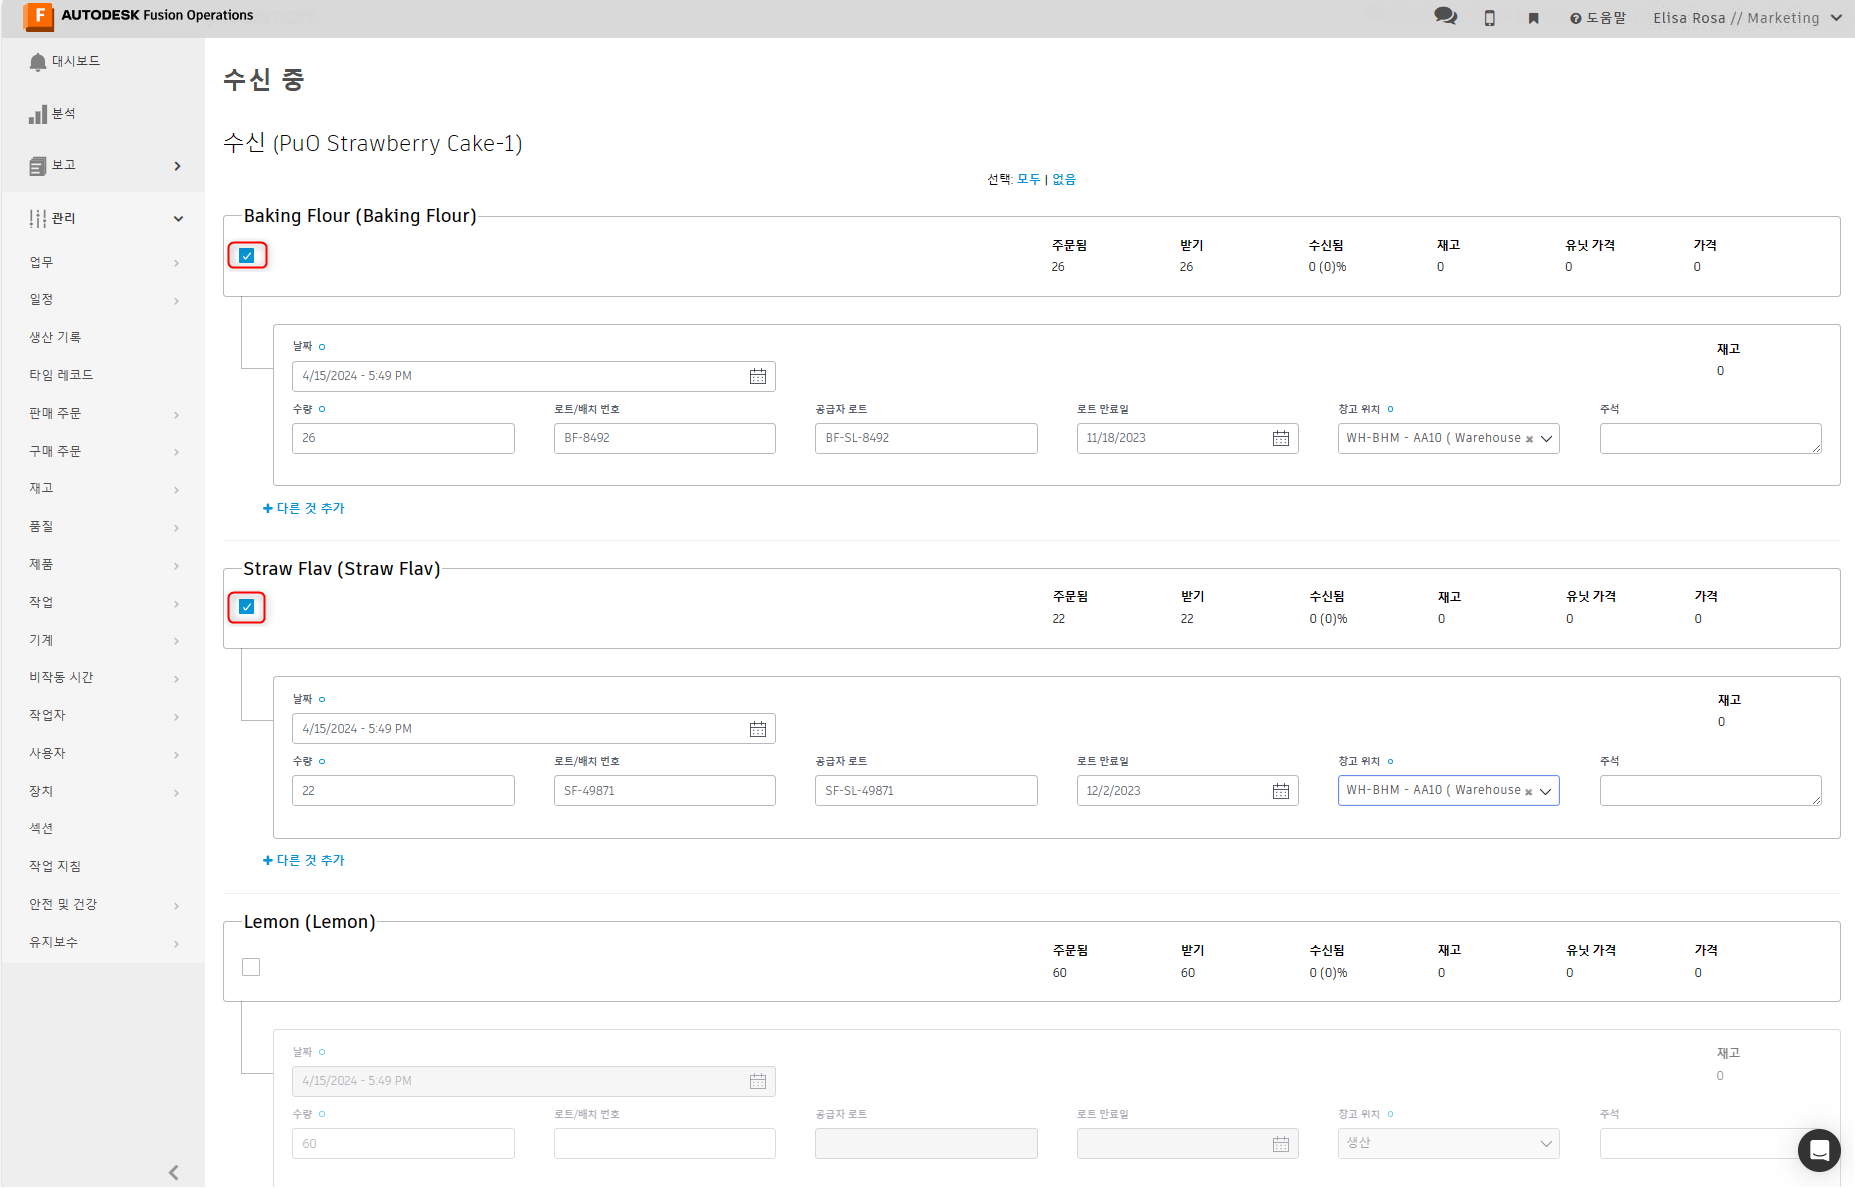 AUTODESK Fusion Operations
도움말
Elisa Rosa // Marketing
대시보드
분석
보고
관리
업무
일정
생산 기록
타임 레코드
판매 주문
구매 주문
재고
품질
제품
작업
기계
비작동 시간
작업자
사용자
장치
섹션
작업 지침
안전 및 건강
유지보수
수신 중
수신 (PuO Strawberry Cake-1)
선택: 모두 | 없음
Baking Flour (Baking Flour)
주문됨 받기 수신됨 재고 유닛 가격 가격
26 26 0 (0)% 0 0 0
날짜
재고
4/15/2024 - 5:49 PM
0
수량 로트/배치 번호 공급자 로트 로트 만료일 창고 위치 주석
26 BF-8492 BF-SL-8492 11/18/2023 WH-BHM - AA10 ( Warehouse
+ 다른 것 추가
Straw Flav (Straw Flav)
주문됨 받기 수신됨 재고 유닛 가격 가격
22 22 0 (0)% 0 0 0
날짜
재고
4/15/2024 - 5:49 PM
0
수량 로트/배치 번호 공급자 로트 로트 만료일 창고 위치 주석
22 SF-49871 SF-SL-49871 12/2/2023 WH-BHM - AA10 ( Warehouse
+ 다른 것 추가
Lemon (Lemon)
주문됨 받기 수신됨 재고 유닛 가격 가격
60 60 0 (0)% 0 0 0
날짜
재고
4/15/2024 - 5:49 PM
0
수량 로트/배치 번호 공급자 로트 로트 만료일 창고 위치 주석
60 생산